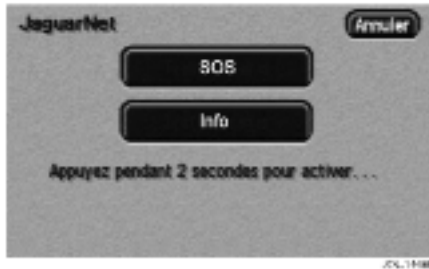 JaguarNet Annuler
SOS
Info
Appuyez pendant 2 secondes pour activer...